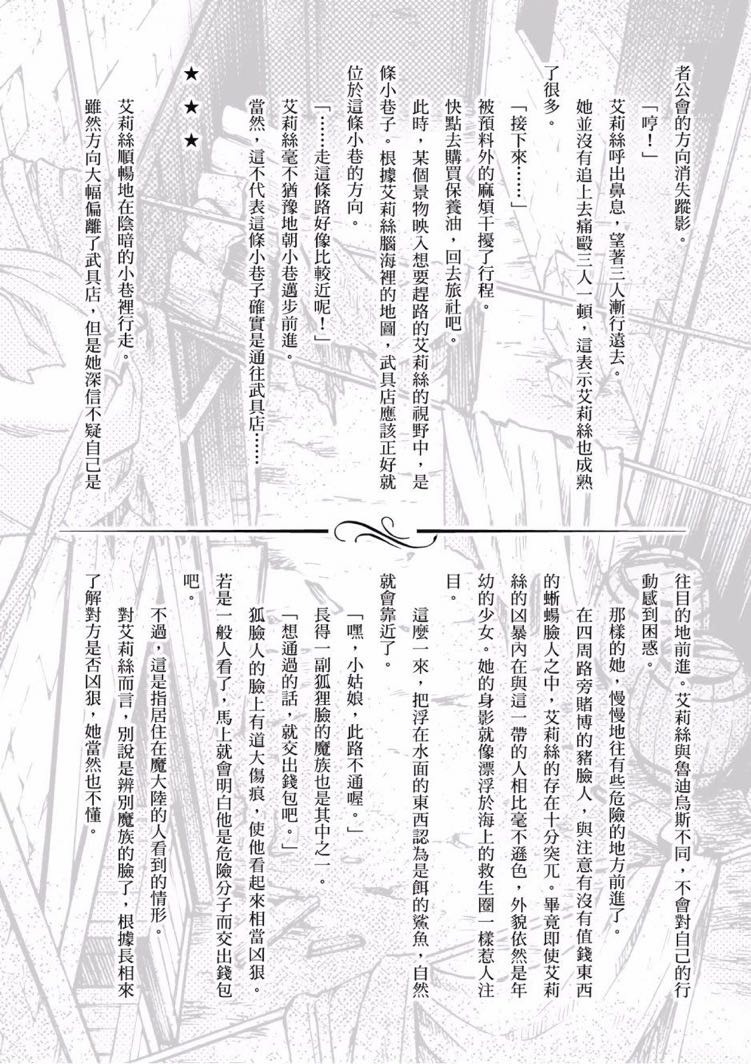 者公會的方向消失蹤影。
「哼！」
艾莉絲呼出鼻息，望著三人漸行遠去。
她並沒有追上去痛毆三人一頓，這表示艾莉絲也成熟
了很多。
「接下來……」
被預料外的麻煩干擾了行程。
快點去購買保養油，回去旅社吧。
此時，某個景物映入想要趕路的艾莉絲的視野中，是
條小巷子。根據艾莉絲腦海裡的地圖，武具店應該正好就
位於這條小巷的方向。
「……走這條路好像比較近呢！」
艾莉絲毫不猶豫地朝小巷邁步前進。
當然，這不代表這條小巷子確實是通往武具店……
★★★
艾莉絲順暢地在陰暗的小巷裡行走。
雖然方向大幅偏離了武具店，但是她深信不疑自己是
往目的地前進。艾莉絲與魯迪烏斯不同，不會對自己的行
動感到困惑。
那樣的她，慢慢地往有些危險的地方前進了。
在四周路旁賭博的豬臉人，與注意有沒有值錢東西
的蜥蜴臉人之中，艾莉絲的存在十分突兀。畢竟即使艾莉
絲的凶暴內在與這一帶的人相比毫不遜色，外貌依然是年
幼的少女。她的身影就像漂浮於海上的救生圈一樣惹人注
目。
這麼一來，把浮在水面的東西認為是餌的鯊魚，自然
就會靠近了。
「嘿，小姑娘，此路不通喔。」
長得一副狐狸臉的魔族也是其中之一。
「想通過的話，就交出錢包吧。」
狐臉人的臉上有道大傷痕，使他看起來相當凶狠。
若是一般人看了，馬上就會明白他是危險分子而交出錢包
吧。
不過，這是指居住在魔大陸的人看到的情形。
對艾莉絲而言，別說是辨別魔族的臉了，根據長相來
了解對方是否凶狠，她當然也不懂。